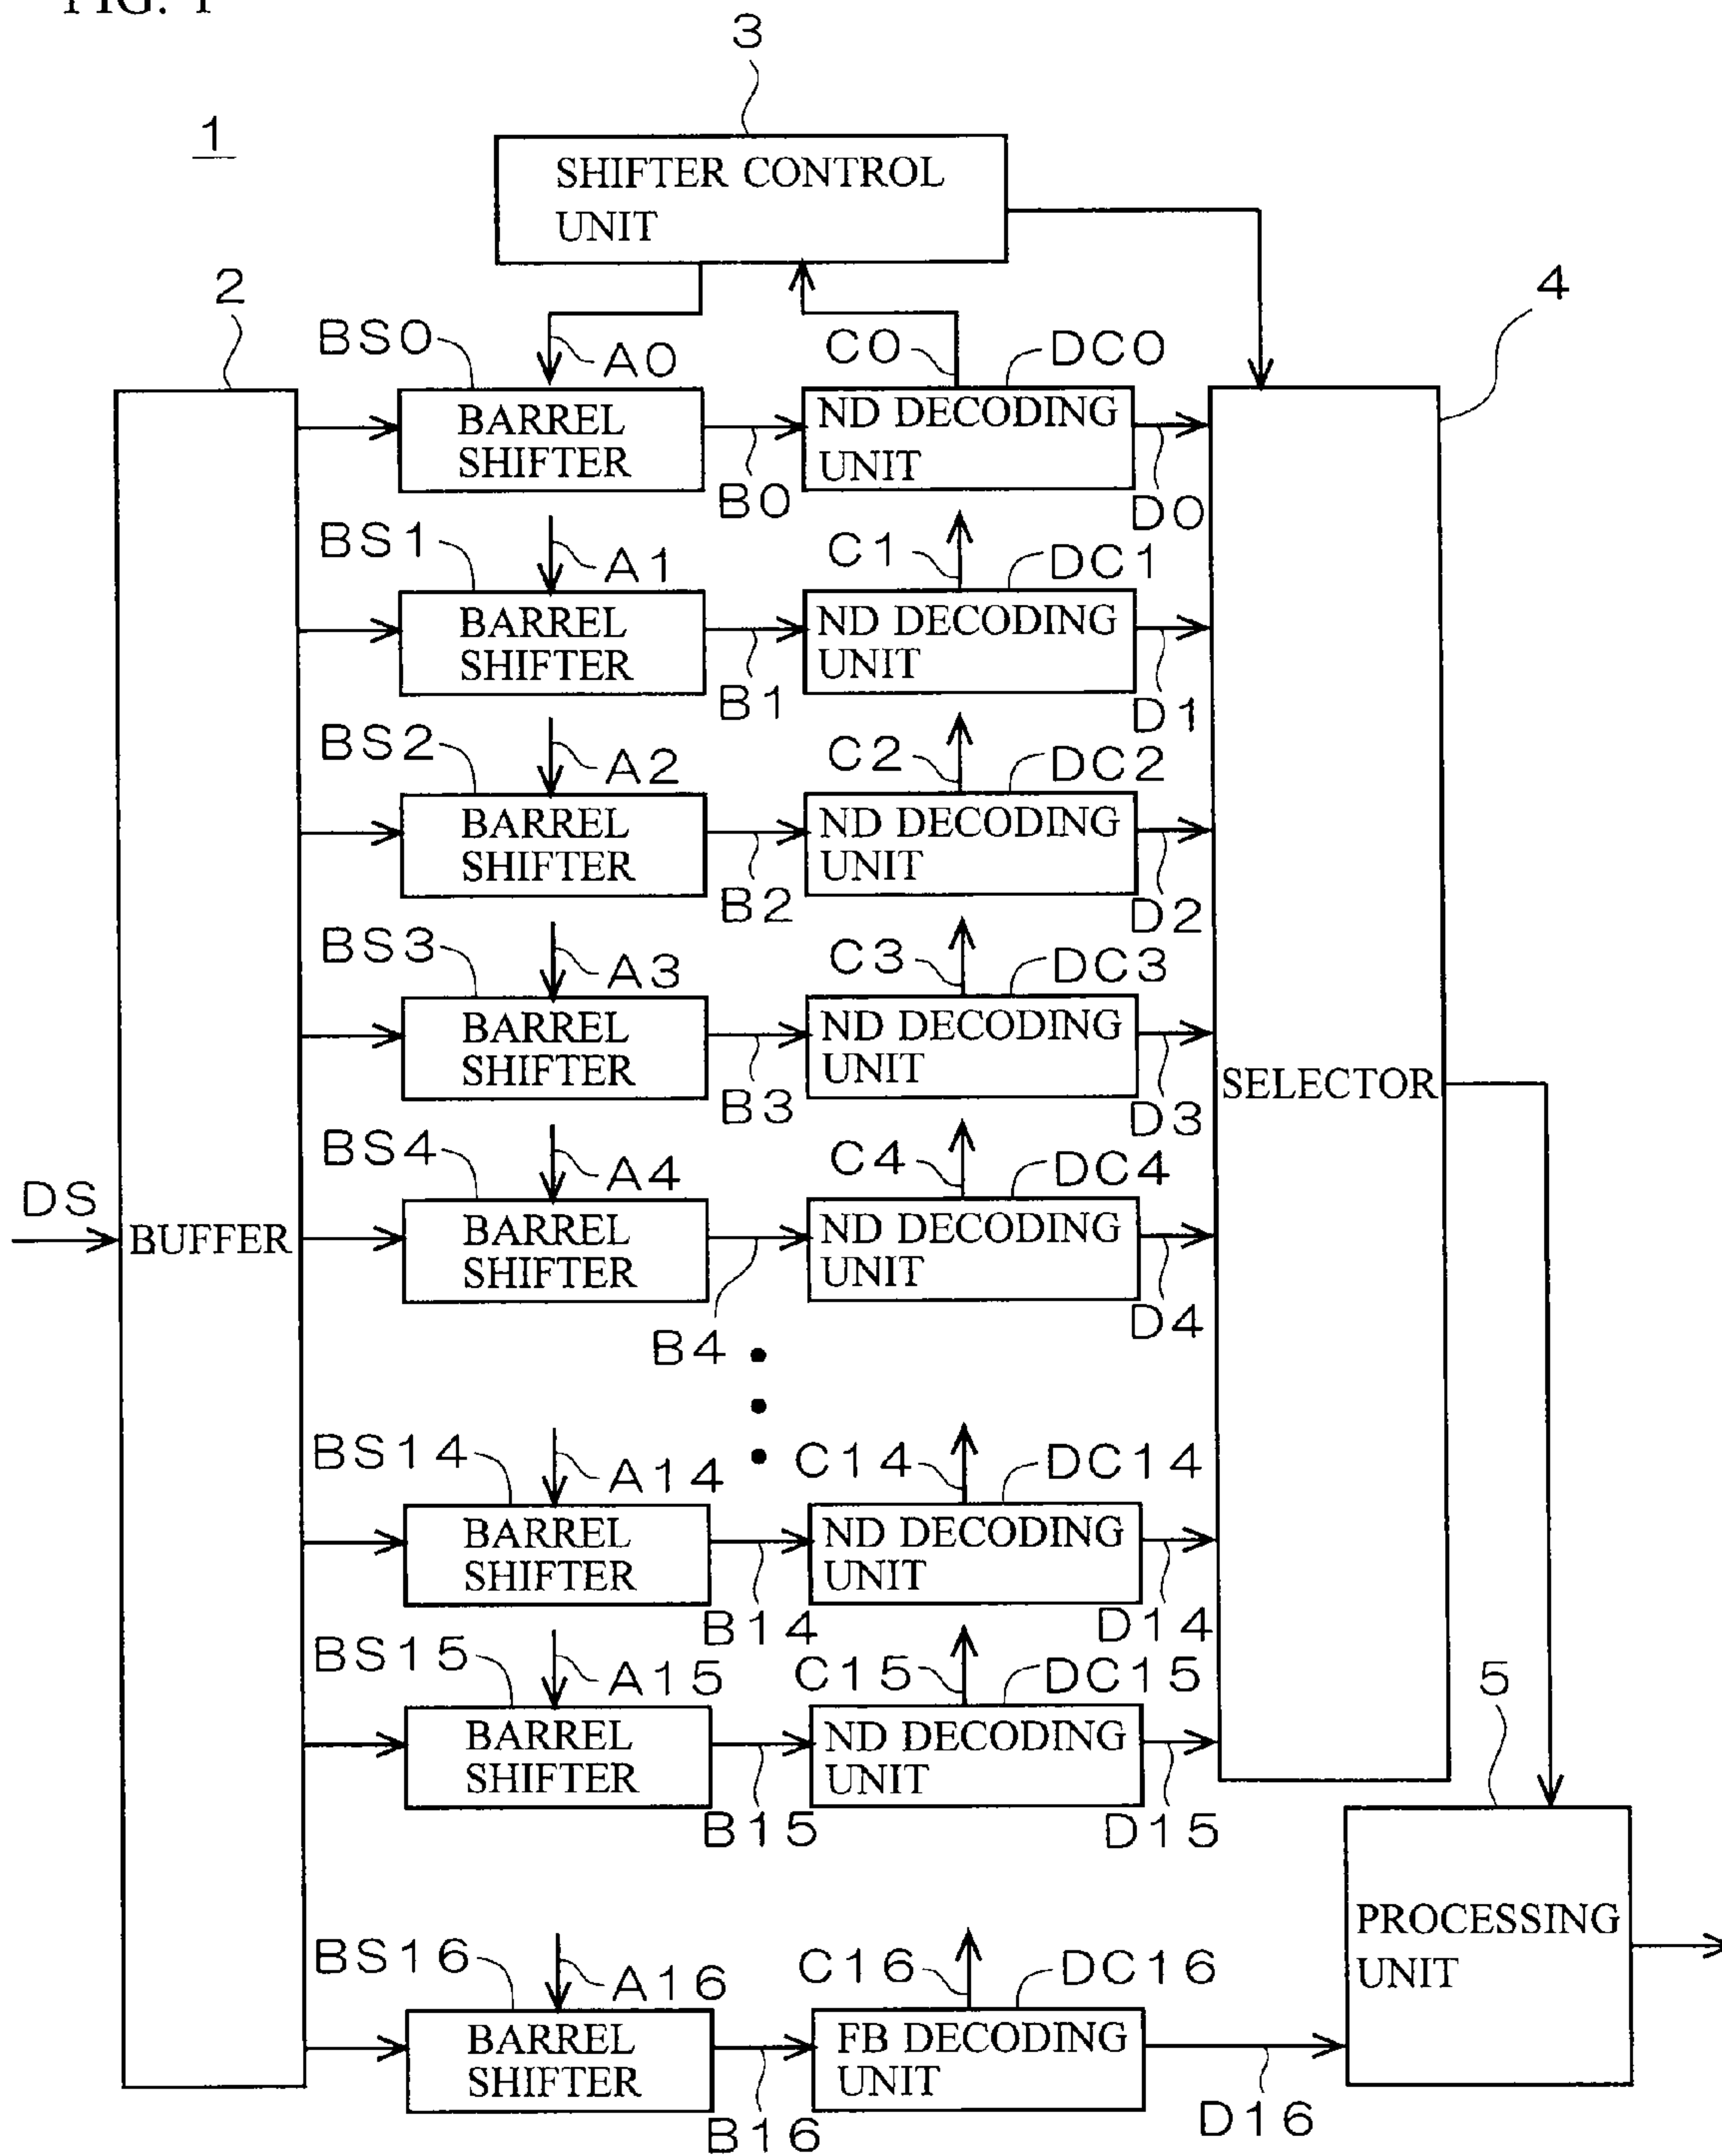 FIG. 1
3
1
SHIFTER CONTROL
UNIT
2
4
BS0
A0
C0
DC0
BARREL
SHIFTER
ND DECODING
UNIT
B0
D0
BS1
A1
C1
DC1
BARREL
SHIFTER
ND DECODING
UNIT
B1
D1
BS2
A2
C2
DC2
BARREL
SHIFTER
ND DECODING
UNIT
B2
D2
BS3
A3
C3
DC3
BARREL
SHIFTER
ND DECODING
UNIT
B3
D3
SELECTOR
BS4
A4
C4
DC4
DS
BUFFER
BARREL
SHIFTER
ND DECODING
UNIT
B4
D4
BS14
A14
C14
DC14
BARREL
SHIFTER
ND DECODING
UNIT
B14
D14
BS15
A15
C15
DC15
5
BARREL
SHIFTER
ND DECODING
UNIT
B15
D15
PROCESSING
UNIT
BS16
A16
C16
DC16
BARREL
SHIFTER
FB DECODING
UNIT
B16
D16